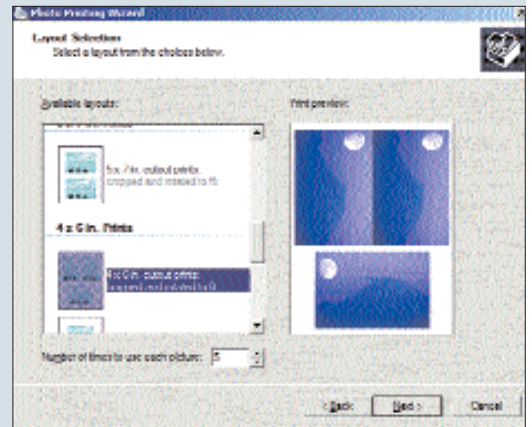 Photo Printing Wizard
Layout Selection
Select a layout from the choices below.
Available layouts:
Print preview:
5 x 7 in. cutout prints:
cropped and rotated to fit
4 x 6 in. Prints
4 x 6 in. cutout prints:
cropped and rotated to fit
Number of times to use each picture: 5
< Back
Next >
Cancel